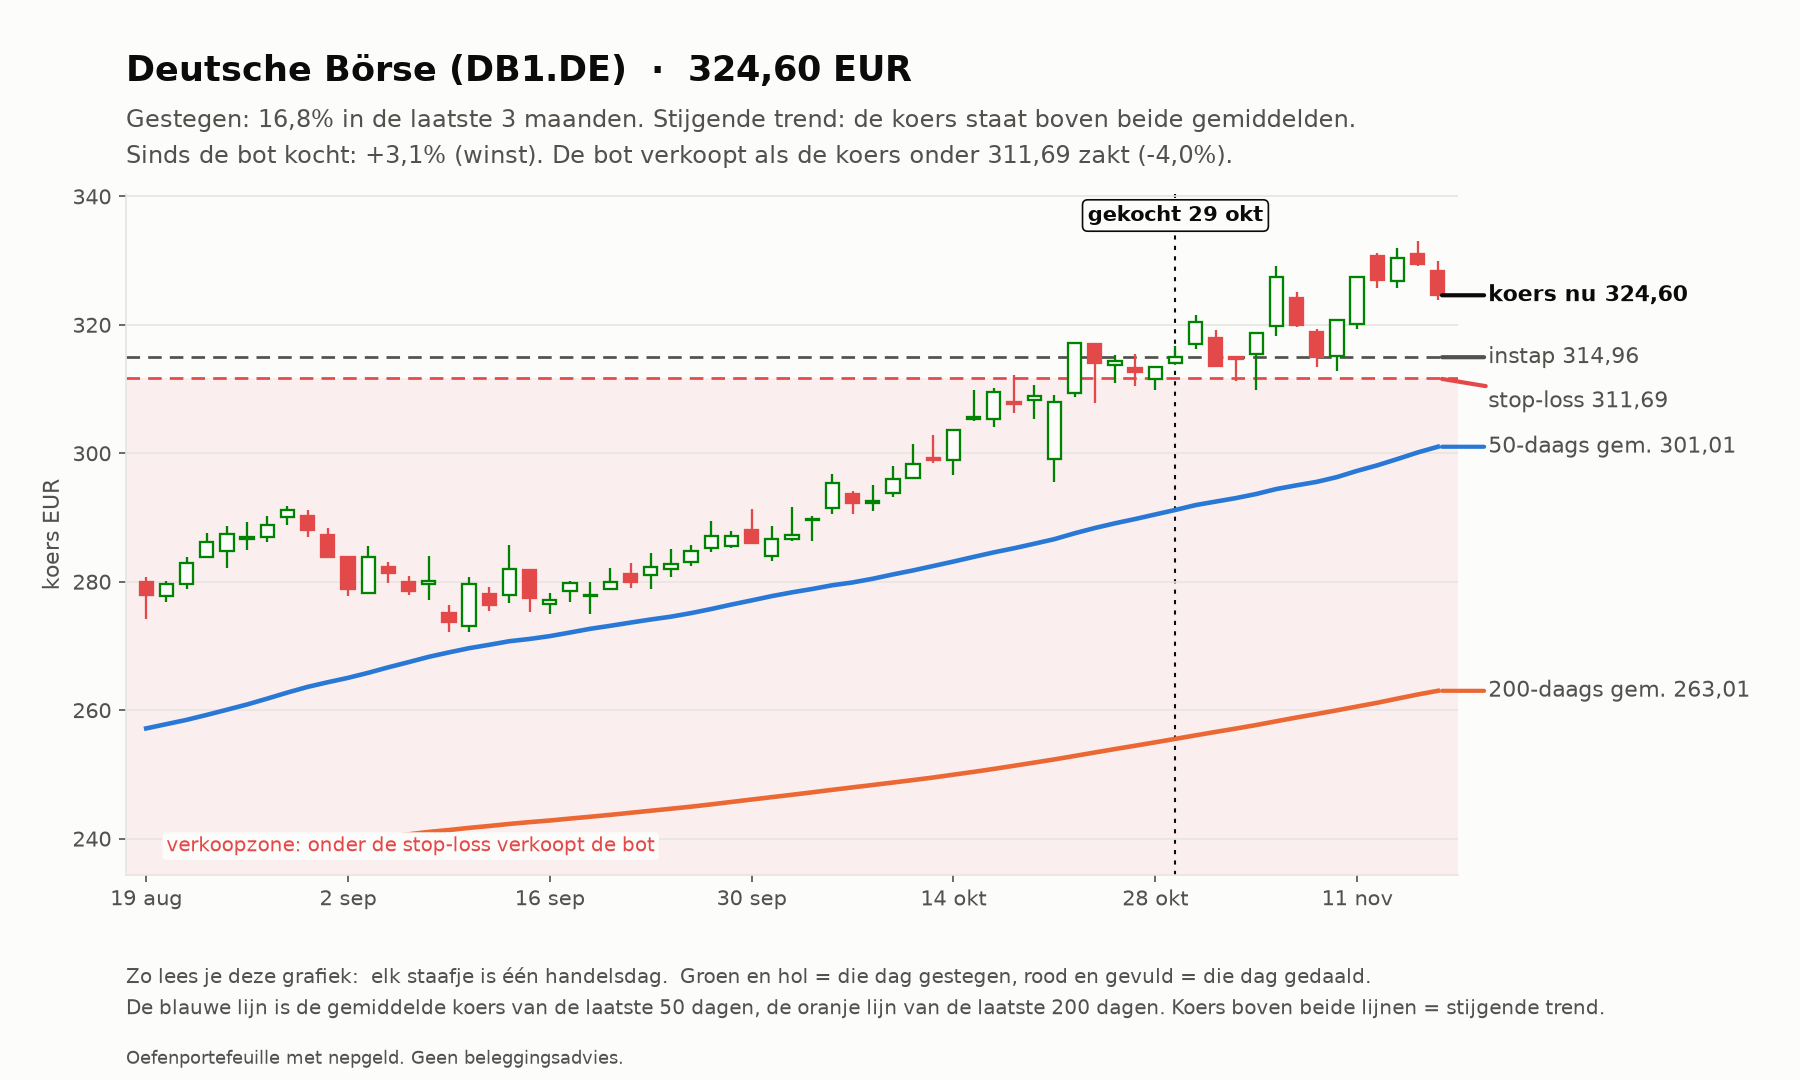 Deutsche Börse (DB1.DE) · 324,60 EUR
Gestegen: 16,8% in de laatste 3 maanden. Stijgende trend: de koers staat boven beide gemiddelden.
Sinds de bot kocht: +3,1% (winst). De bot verkoopt als de koers onder 311,69 zakt (-4,0%).
340
320
300
280
260
240
koers EUR
gekocht 29 okt
koers nu 324,60
instap 314,96
stop-loss 311,69
50-daags gem. 301,01
200-daags gem. 263,01
verkoopzone: onder de stop-loss verkoopt de bot
19 aug
2 sep
16 sep
30 sep
14 okt
28 okt
11 nov
Zo lees je deze grafiek: elk staafje is één handelsdag. Groen en hol = die dag gestegen, rood en gevuld = die dag gedaald.
De blauwe lijn is de gemiddelde koers van de laatste 50 dagen, de oranje lijn van de laatste 200 dagen. Koers boven beide lijnen = stijgende trend.
Oefenportefeuille met nepgeld. Geen beleggingsadvies.